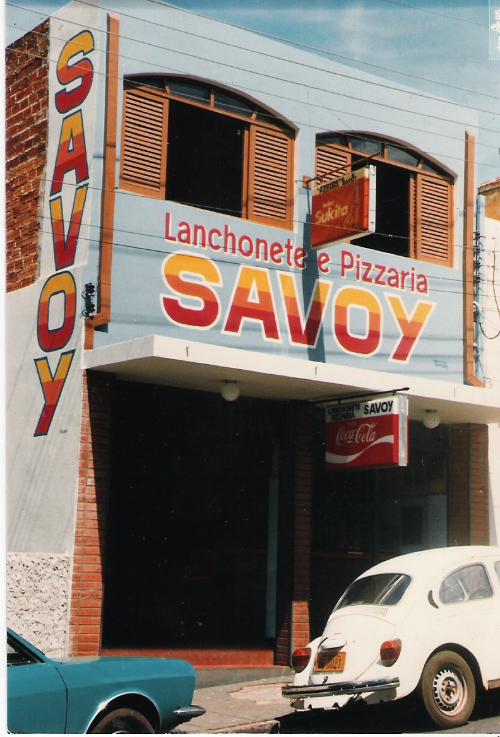 SAVOY
Lanchonete e Pizzaria
SAVOY
Sukita
LANCHONETE SAVOY
PIZZARIA
Coca-Cola